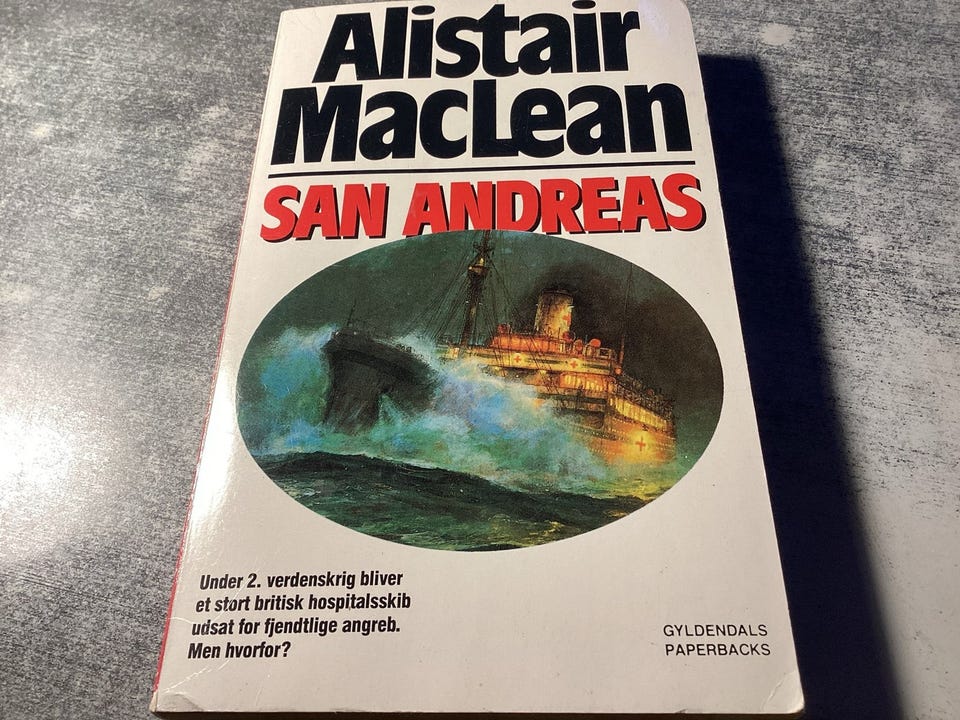 Alistair
MacLean
SAN ANDREAS
Under 2. verdenskrig bliver
et stort britisk hospitalsskib
udsat for fjendtlige angreb.
Men hvorfor?
GYLDENDALS
PAPERBACKS